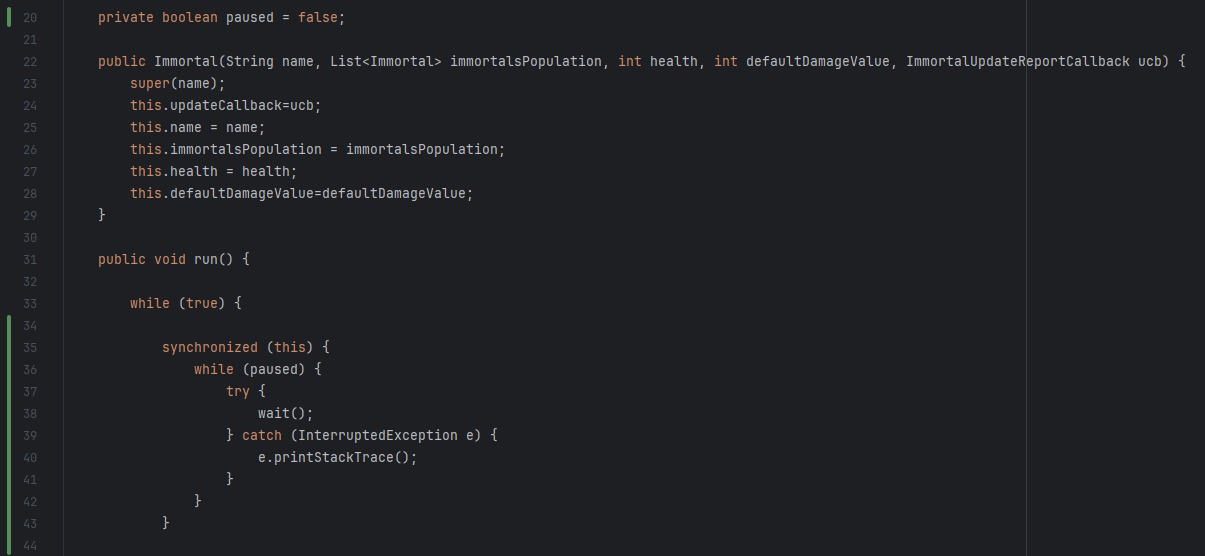 20 private boolean paused = false;
21
22 public Immortal(String name, List<Immortal> immortalsPopulation, int health, int defaultDamageValue, ImmortalUpdateReportCallback ucb) {
23 super(name);
24 this.updateCallback=ucb;
25 this.name = name;
26 this.immortalsPopulation = immortalsPopulation;
27 this.health = health;
28 this.defaultDamageValue=defaultDamageValue;
29 }
30
31 public void run() {
32
33 while (true) {
34
35 synchronized (this) {
36 while (paused) {
37 try {
38 wait();
39 } catch (InterruptedException e) {
40 e.printStackTrace();
41 }
42 }
43 }
44